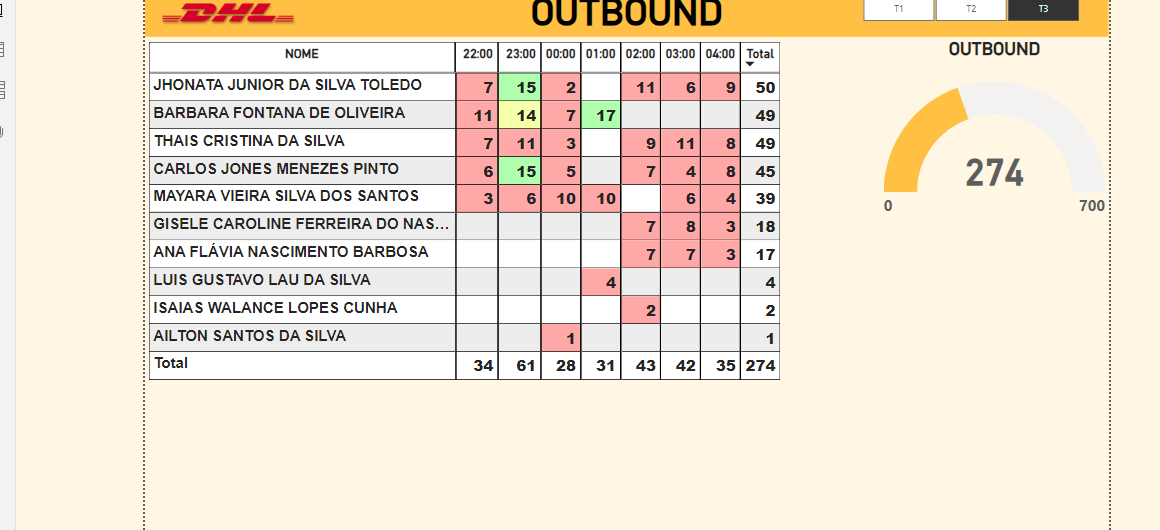 DHL OUTBOUND T1 T2 T3
NOME 22:00 23:00 00:00 01:00 02:00 03:00 04:00 Total
JHONATA JUNIOR DA SILVA TOLEDO 7 15 2 11 6 9 50
BARBARA FONTANA DE OLIVEIRA 11 14 7 17 49
THAIS CRISTINA DA SILVA 7 11 3 9 11 8 49
CARLOS JONES MENEZES PINTO 6 15 5 7 4 8 45
MAYARA VIEIRA SILVA DOS SANTOS 3 6 10 10 6 4 39
GISELE CAROLINE FERREIRA DO NAS... 7 8 3 18
ANA FLÁVIA NASCIMENTO BARBOSA 7 7 3 17
LUIS GUSTAVO LAU DA SILVA 4 4
ISAIAS WALANCE LOPES CUNHA 2 2
AILTON SANTOS DA SILVA 1 1
Total 34 61 28 31 43 42 35 274
OUTBOUND
274
0 700